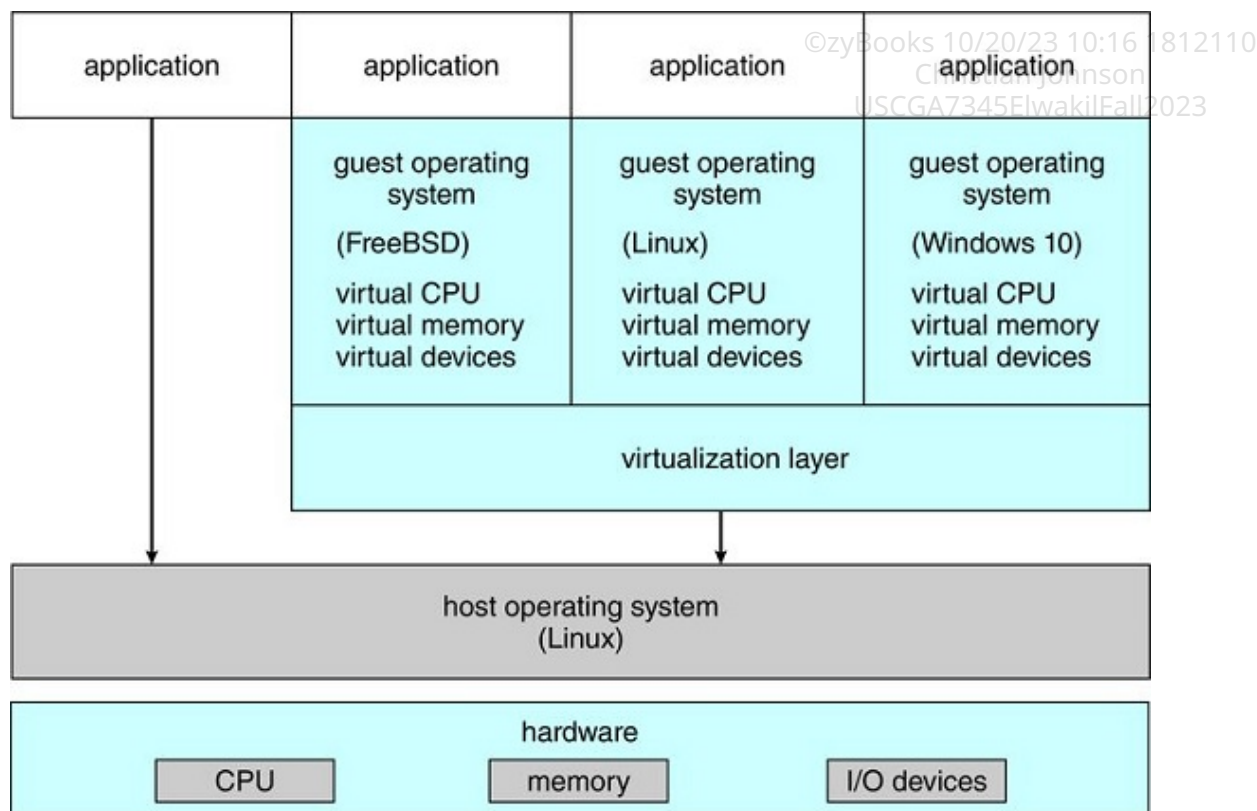 ©zyBooks 10/20/23 10:16 1812110
Christian Johnson
USCGA7345ElwakilFall2023
application
application
application
application
guest operating
system
(FreeBSD)
virtual CPU
virtual memory
virtual devices
guest operating
system
(Linux)
virtual CPU
virtual memory
virtual devices
guest operating
system
(Windows 10)
virtual CPU
virtual memory
virtual devices
virtualization layer
host operating system
(Linux)
hardware
CPU
memory
I/O devices